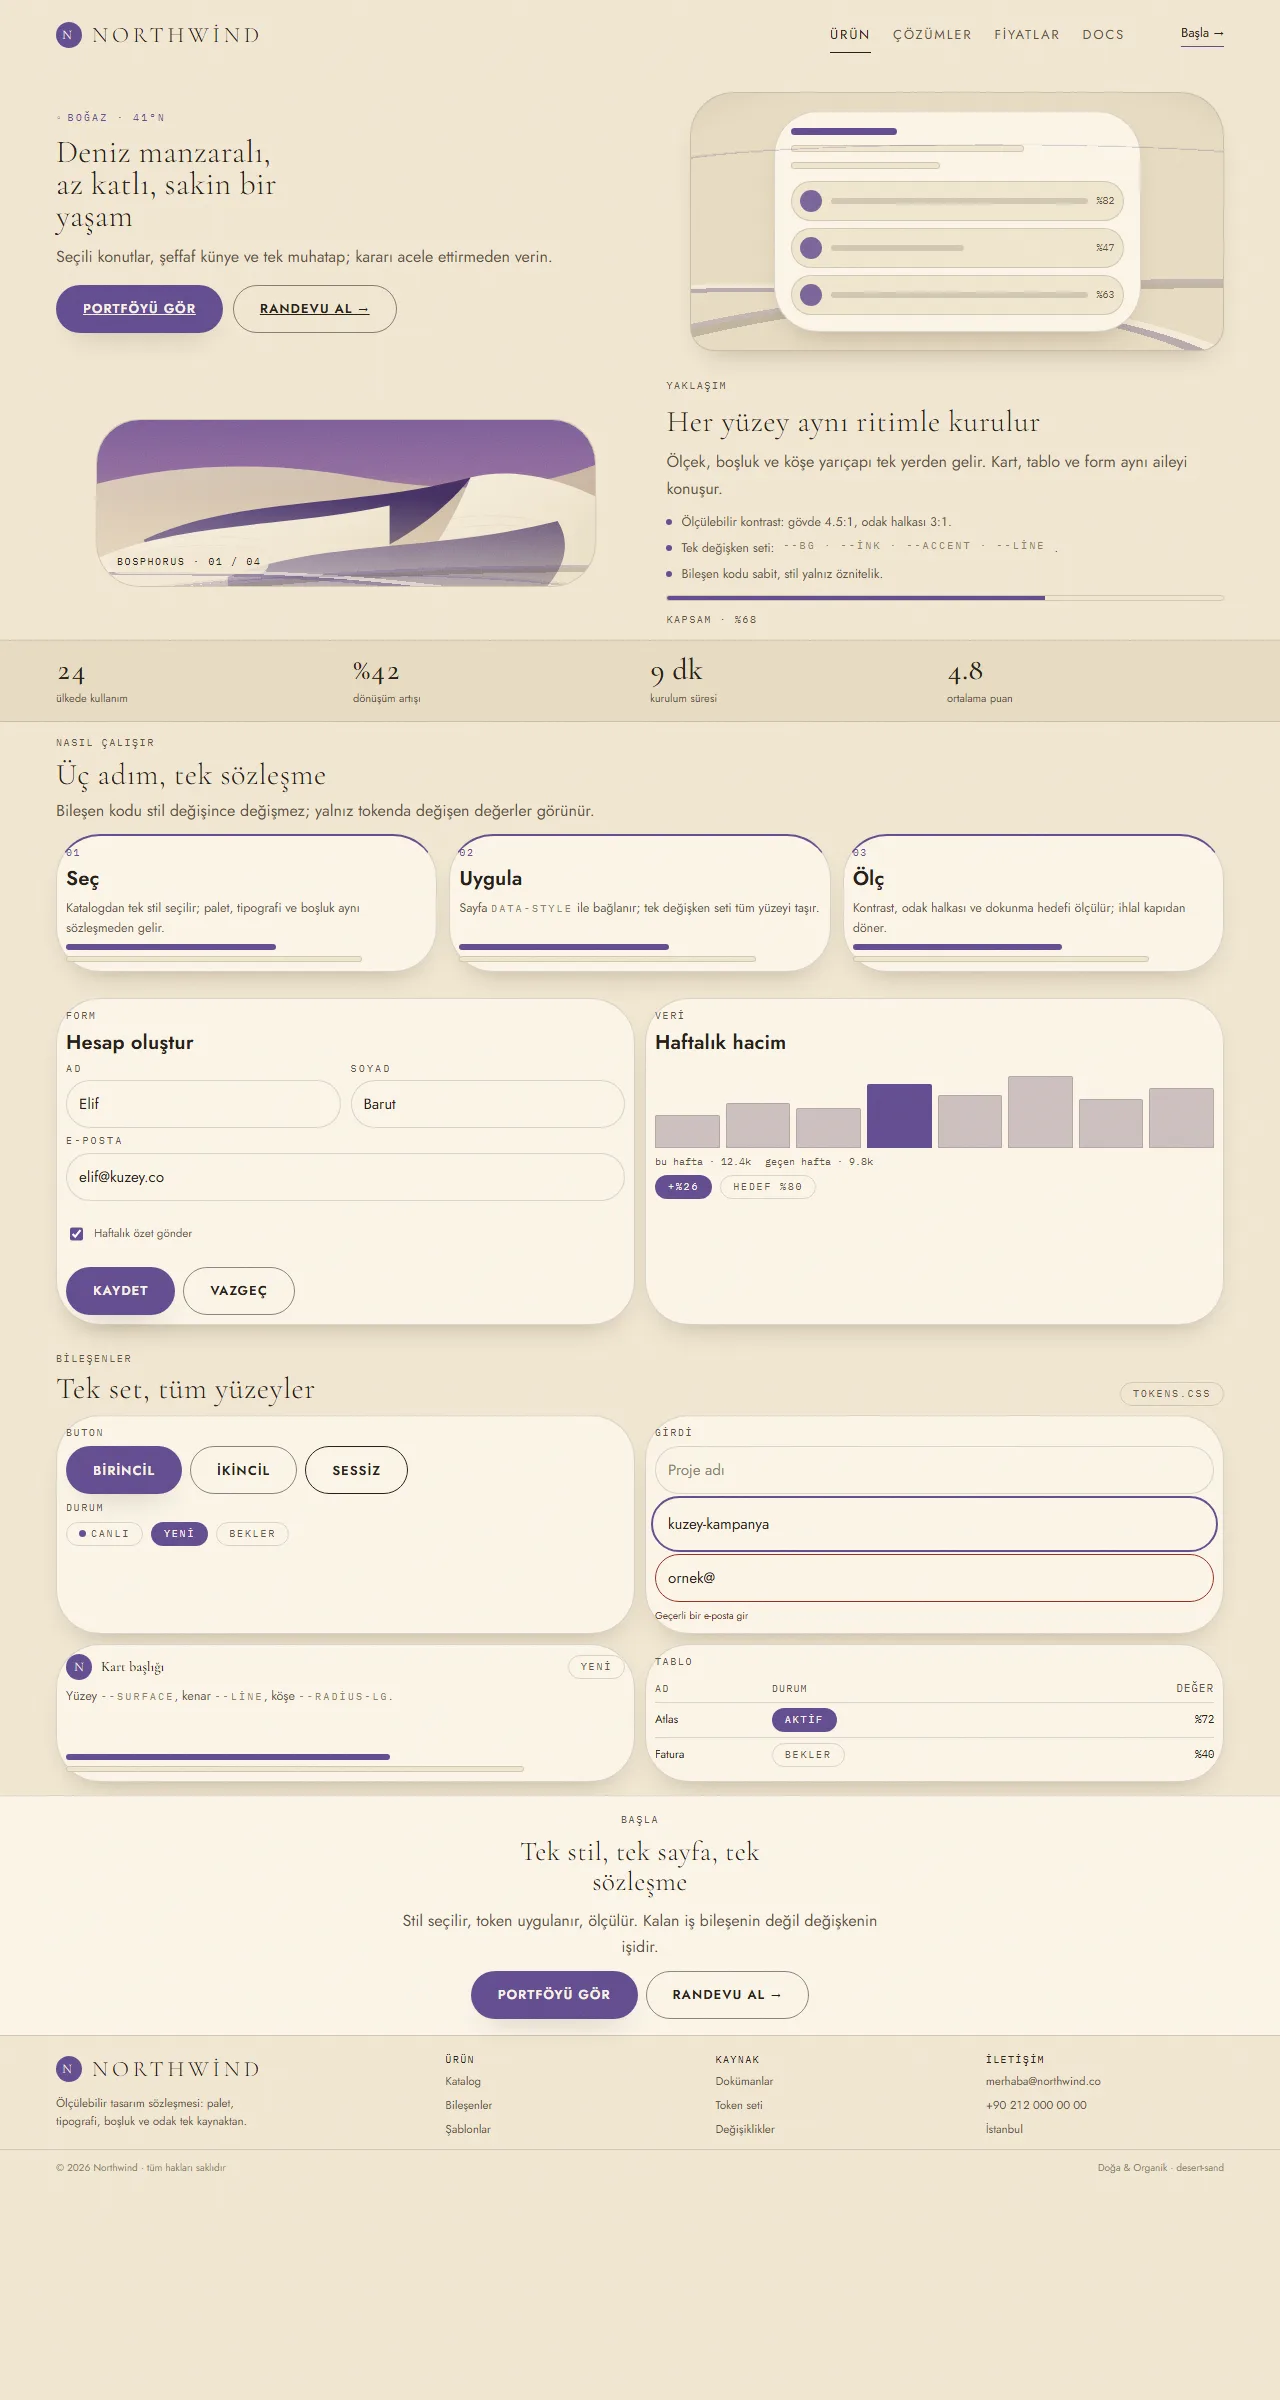 N NORTHWİND
ÜRÜN ÇÖZÜMLER FİYATLAR DOCS Başla →
BOĞAZ · 41°N
Deniz manzaralı,
az katlı, sakin bir
yaşam
Seçili konutlar, şeffaf künye ve tek muhatap; kararı acele ettirmeden verin.
PORTFÖYÜ GÖR RANDEVU AL →
%82
%47
%63
BOSPHORUS · 01 / 04
YAKLAŞIM
Her yüzey aynı ritimle kurulur
Ölçek, boşluk ve köşe yarıçapı tek yerden gelir. Kart, tablo ve form aynı aileyi
konuşur.
Ölçülebilir kontrast: gövde 4.5:1, odak halkası 3:1.
Tek değişken seti: --BG · --İNK · --ACCENT · --LİNE .
Bileşen kodu sabit, stil yalnız öznitelik.
KAPSAM · %68
24 %42 9 dk 4.8
ülkede kullanım dönüşüm artışı kurulum süresi ortalama puan
NASIL ÇALIŞIR
Üç adım, tek sözleşme
Bileşen kodu stil değişince değişmez; yalnız tokenda değişen değerler görünür.
01
Seç
Katalogdan tek stil seçilir; palet, tipografi ve boşluk aynı
sözleşmeden gelir.
02
Uygula
Sayfa DATA-STYLE ile bağlanır; tek değişken seti tüm yüzeyi taşır.
03
Ölç
Kontrast, odak halkası ve dokunma hedefi ölçülür; ihlal kapıdan
döner.
FORM
Hesap oluştur
AD SOYAD
Elif Barut
E-POSTA
elif@kuzey.co
Haftalık özet gönder
KAYDET VAZGEÇ
VERİ
Haftalık hacim
bu hafta · 12.4k geçen hafta · 9.8k
+%26 HEDEF %80
BİLEŞENLER
Tek set, tüm yüzeyler
TOKENS.CSS
BUTON
BİRİNCİL İKİNCİL SESSİZ
DURUM
CANLI YENİ BEKLER
GİRDİ
Proje adı
kuzey-kampanya
ornek@
Geçerli bir e-posta gir
N Kart başlığı YENİ
Yüzey --SURFACE, kenar --LİNE, köşe --RADİUS-LG.
TABLO
AD DURUM DEĞER
Atlas AKTİF %72
Fatura BEKLER %40
BAŞLA
Tek stil, tek sayfa, tek
sözleşme
Stil seçilir, token uygulanır, ölçülür. Kalan iş bileşenin değil değişkenin
işidir.
PORTFÖYÜ GÖR RANDEVU AL →
N NORTHWİND
Ölçülebilir tasarım sözleşmesi: palet,
tipografi, boşluk ve odak tek kaynaktan.
ÜRÜN
Katalog
Bileşenler
Şablonlar
KAYNAK
Dokümanlar
Token seti
Değişiklikler
İLETİŞİM
merhaba@northwind.co
+90 212 000 00 00
İstanbul
© 2026 Northwind · tüm hakları saklıdır
Doğa & Organik · desert-sand